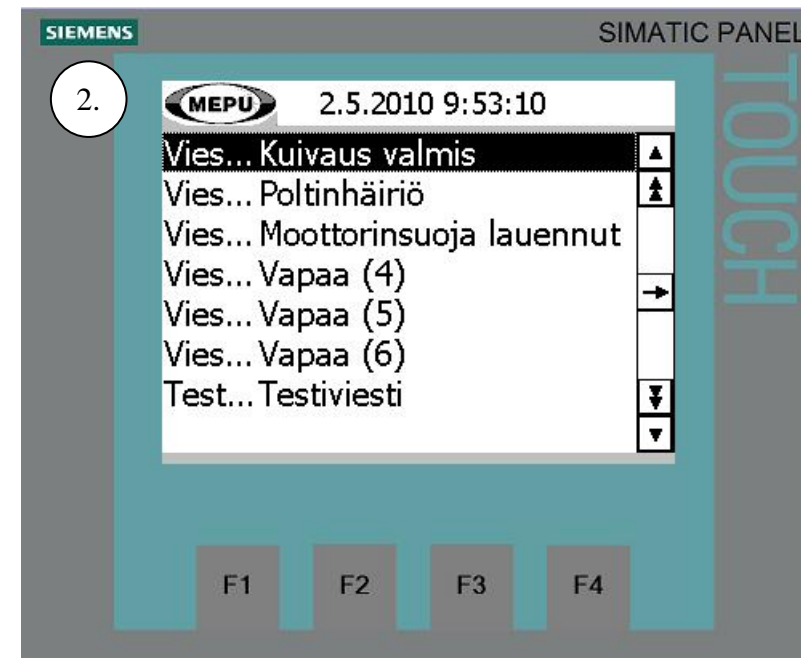 SIEMENS
SIMATIC PANEL
TOUCH
2.
MEPU 2.5.2010 9:53:10
Vies... Kuivaus valmis
Vies... Poltinhäiriö
Vies... Moottorinsuoja lauennut
Vies... Vapaa (4)
Vies... Vapaa (5)
Vies... Vapaa (6)
Test... Testiviesti
F1 F2 F3 F4